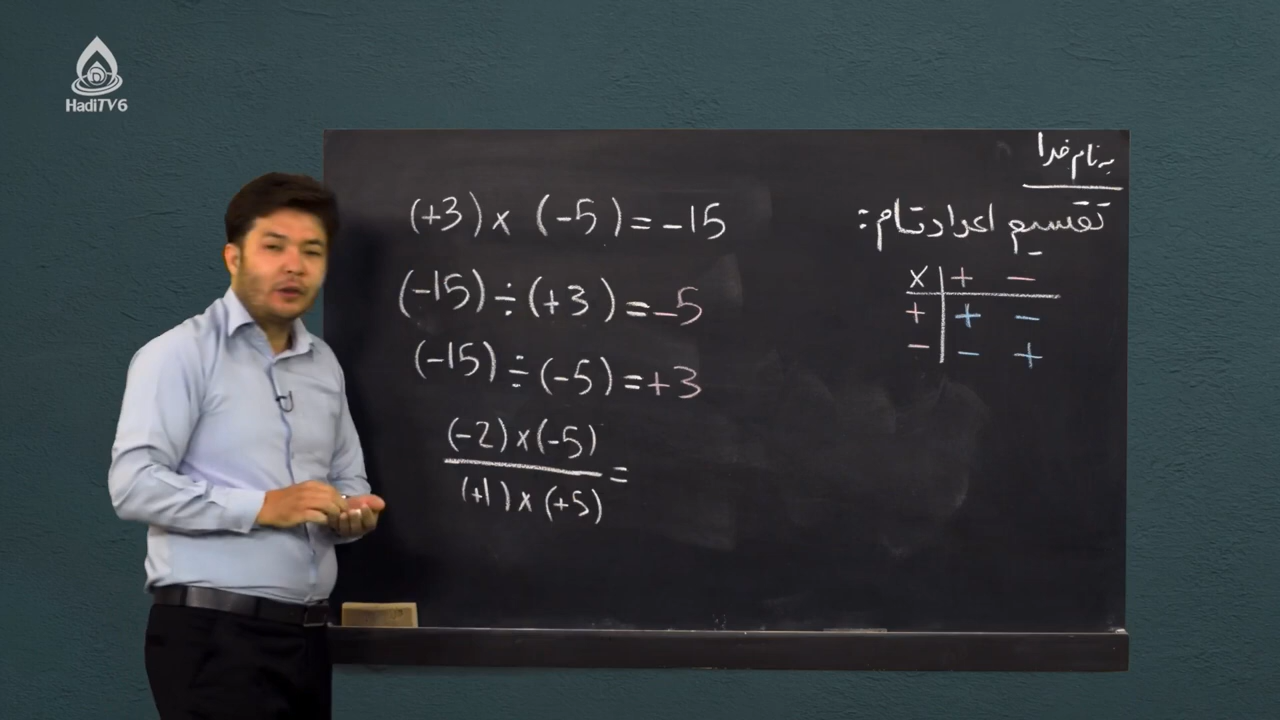 HadiTV6
به نام خدا
تقسیم اعداد تام:
× + −
+ + −
− − +
(+3) × (-5) = -15
(-15) ÷ (+3) = -5
(-15) ÷ (-5) = +3
(-2) × (-5)
(+1) × (+5) =